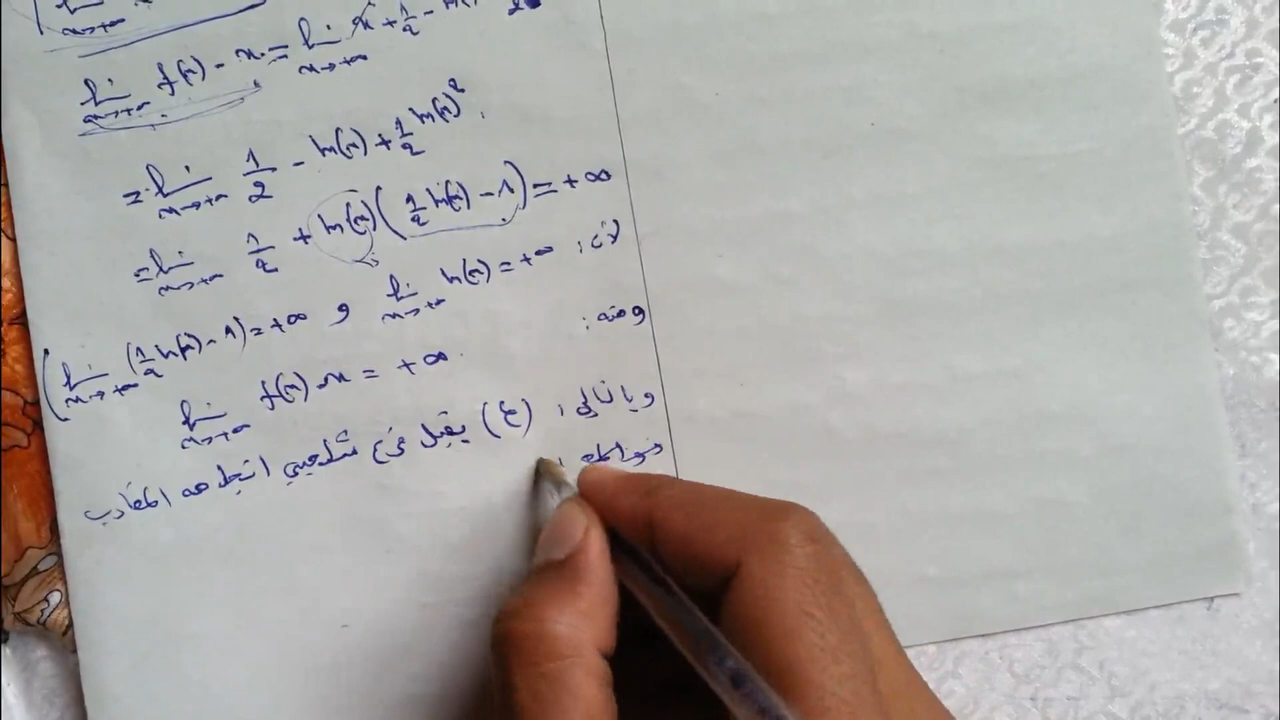 lim x→+∞
lim x→+∞ f(x) - x = lim x→+∞ x + 1/2 -
= lim x→+∞ 1/2 - ln(x) + 1/2 ln(x)²
= lim x→+∞ 1/2 + ln(x)(1/2 ln(x) - 1) = +∞
لأن: lim x→+∞ ln(x) = +∞ و lim x→+∞ (1/2 ln(x) - 1) = +∞
ومنه:
lim x→+∞ f(x) - x = +∞
وبالتالي: (ع) يقبل فرع شلجمي اتجاهه المقارب